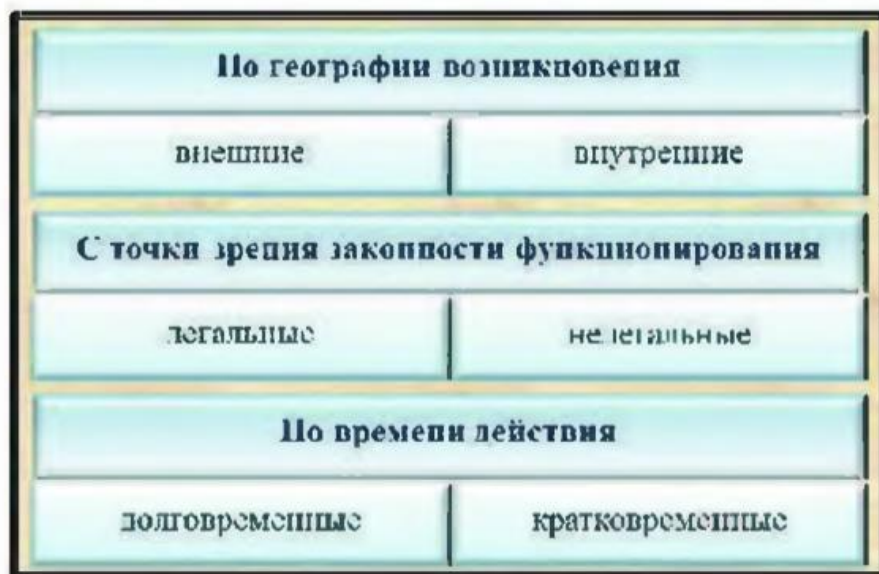 По географии возникновения
внешние
внутренние
С точки зрения законности функционирования
легальные
нелегальные
По времени действия
долговременные
кратковременные